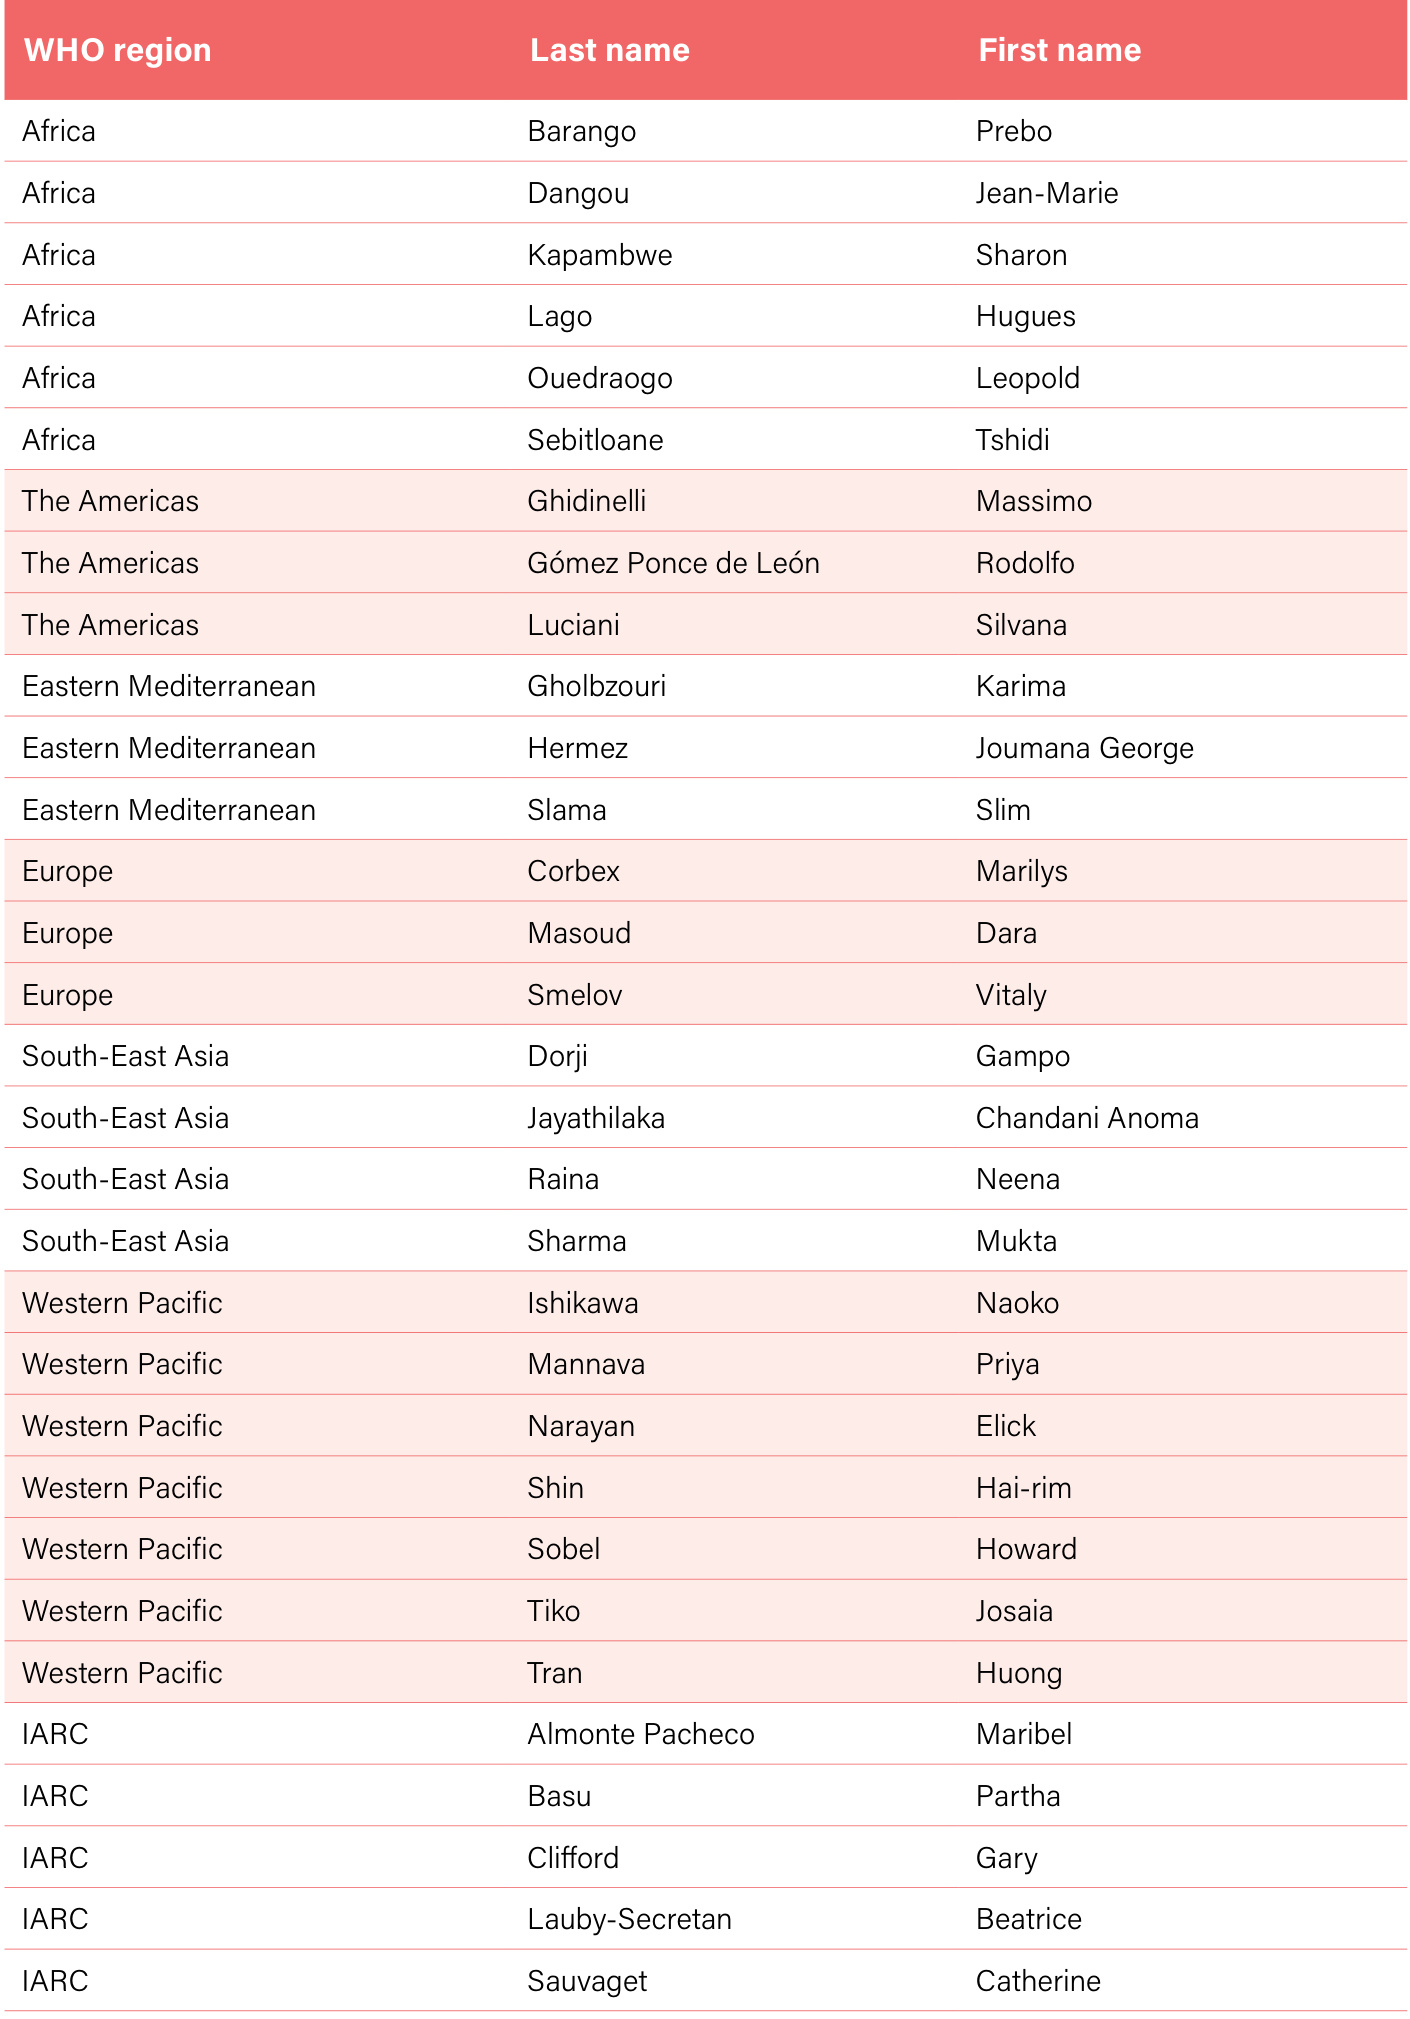 WHO region Last name First name
Africa Barango Prebo
Africa Dangou Jean-Marie
Africa Kapambwe Sharon
Africa Lago Hugues
Africa Ouedraogo Leopold
Africa Sebitloane Tshidi
The Americas Ghidinelli Massimo
The Americas Gómez Ponce de León Rodolfo
The Americas Luciani Silvana
Eastern Mediterranean Gholbzouri Karima
Eastern Mediterranean Hermez Joumana George
Eastern Mediterranean Slama Slim
Europe Corbex Marilys
Europe Masoud Dara
Europe Smelov Vitaly
South-East Asia Dorji Gampo
South-East Asia Jayathilaka Chandani Anoma
South-East Asia Raina Neena
South-East Asia Sharma Mukta
Western Pacific Ishikawa Naoko
Western Pacific Mannava Priya
Western Pacific Narayan Elick
Western Pacific Shin Hai-rim
Western Pacific Sobel Howard
Western Pacific Tiko Josaia
Western Pacific Tran Huong
IARC Almonte Pacheco Maribel
IARC Basu Partha
IARC Clifford Gary
IARC Lauby-Secretan Beatrice
IARC Sauvaget Catherine